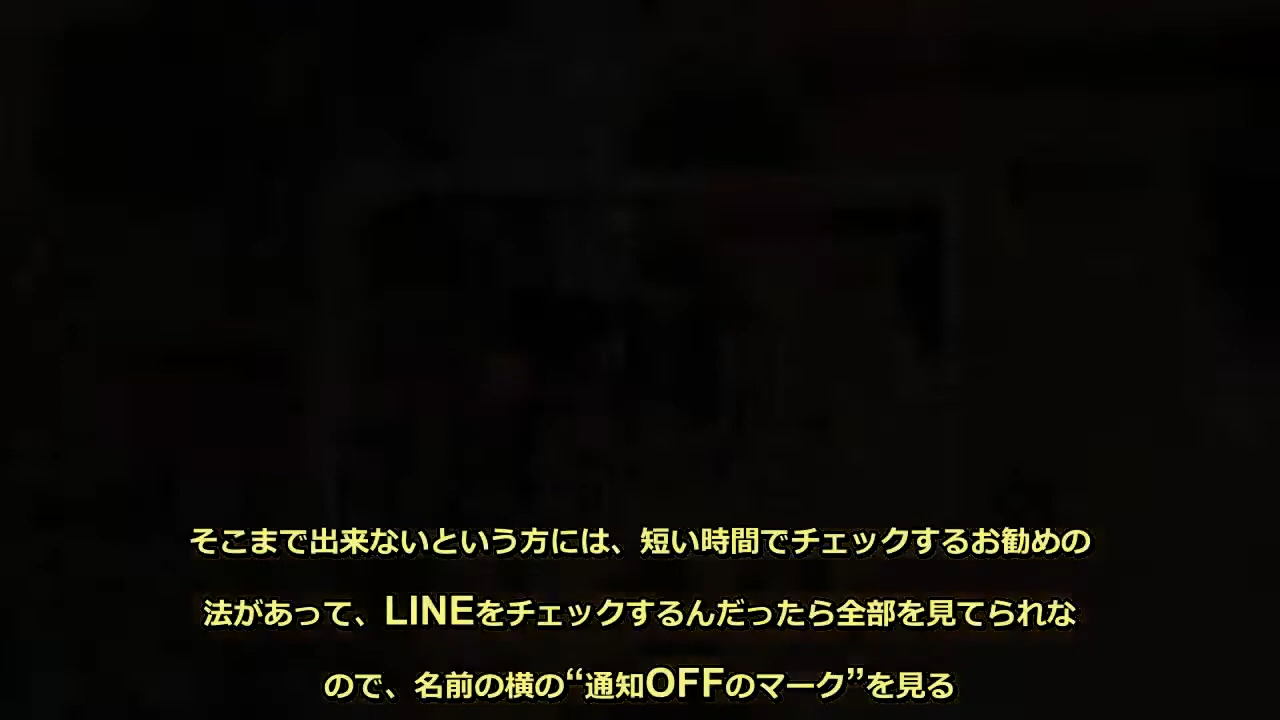 そこまで出来ないという方には、短い時間でチェックするお勧めの
法があって、LINEをチェックするんだったら全部を見てられな
ので、名前の横の“通知OFFのマーク”を見る